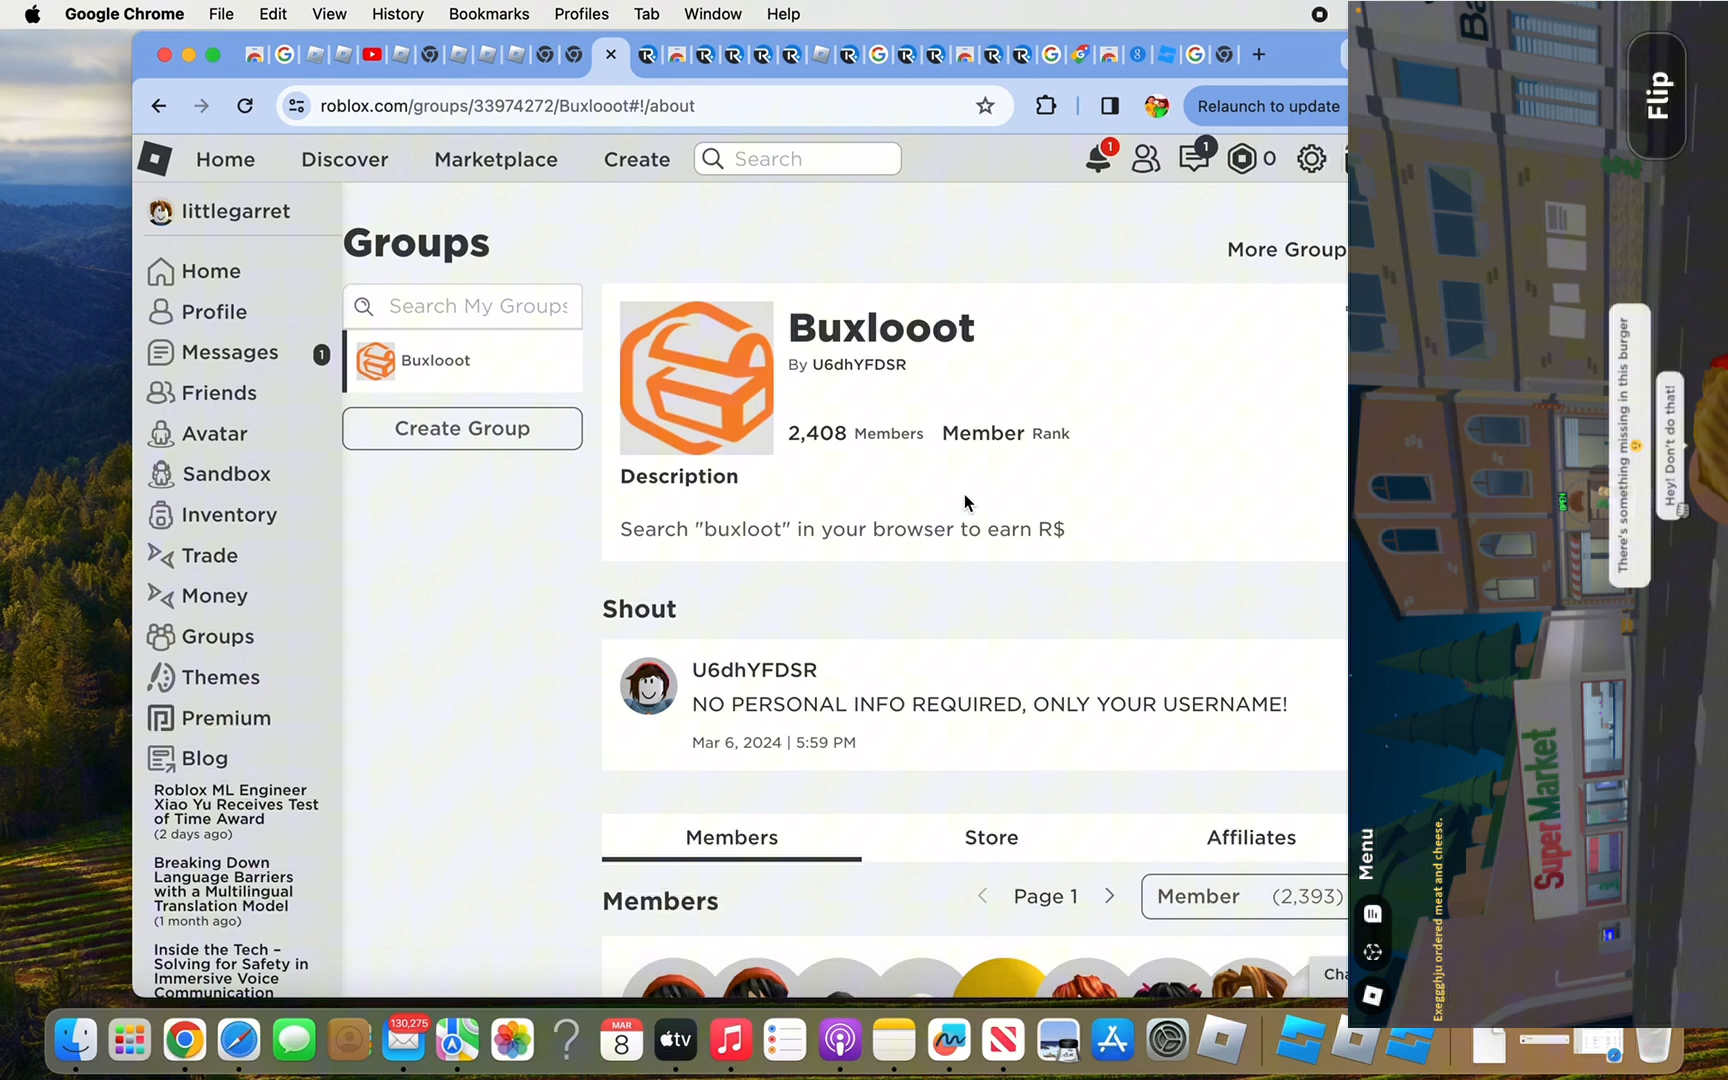 Google Chrome File Edit View History Bookmarks Profiles Tab Window Help
roblox.com/groups/33974272/Buxlooot#!/about
Relaunch to update
Home Discover Marketplace Create Search
1
1
0
littlegarret
Home
Profile
Messages 1
Friends
Avatar
Sandbox
Inventory
Trade
Money
Groups
Themes
Premium
Blog
Roblox ML Engineer
Xiao Yu Receives Test
of Time Award
(2 days ago)
Breaking Down
Language Barriers
with a Multilingual
Translation Model
(1 month ago)
Inside the Tech –
Solving for Safety in
Immersive Voice
Communication
Groups
More Group
Search My Groups
Buxlooot
Create Group
Buxlooot
By U6dhYFDSR
2,408 Members Member Rank
Description
Search "buxloot" in your browser to earn R$
Shout
U6dhYFDSR
NO PERSONAL INFO REQUIRED, ONLY YOUR USERNAME!
Mar 6, 2024 | 5:59 PM
Members Store Affiliates
Members
Page 1
Member (2,393)
Cha
Menu
Exeggghju ordered meat and cheese.
SuperMarket
OPEN
Ba
There's something missing in this burger
Hey! Don't do that!
Flip
130,275
MAR
8
tv